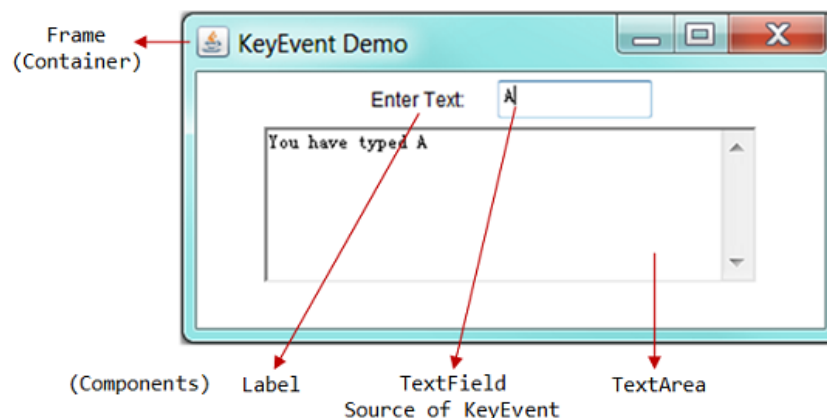 Frame
(Container)
KeyEvent Demo
Enter Text:
A
You have typed A
(Components)
Label
TextField
TextArea
Source of KeyEvent